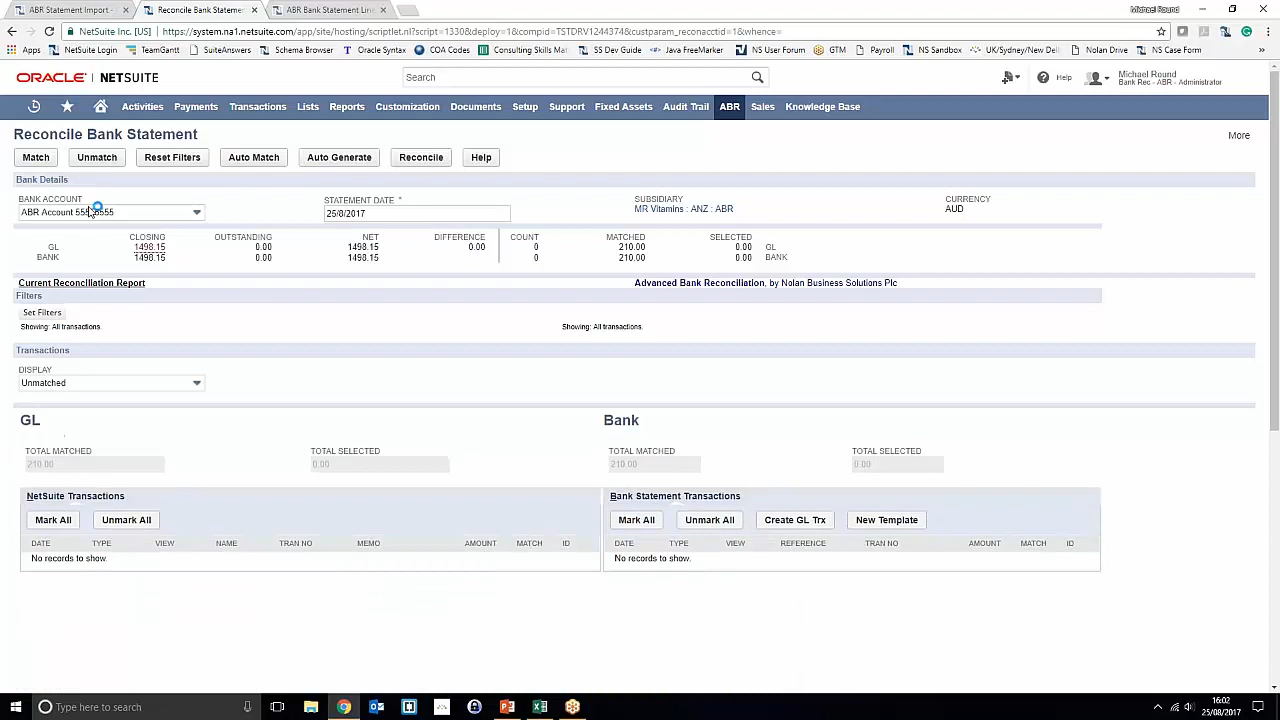 ABR Statement Import -
Reconcile Bank Statemen
ABR Bank Statement Line
Michael Round
NetSuite Inc. [US]
https://system.na1.netsuite.com/app/site/hosting/scriptlet.nl?script=1330&deploy=1&compid=TSTDRV1244374&custparam_reconacctid=1&whence=
Apps
NetSuite Login
TeamGantt
SuiteAnswers
Schema Browser
Oracle Syntax
COA Codes
Consulting Skills Ma
SS Dev Guide
Java FreeMarker
NS User Forum
GTM
Payroll
NS Sandbox
UK/Sydney/New Del
Nolan Drive
NS Case Form
ORACLE | NETSUITE
Search
Help
Michael Round
Bank Rec - ABR - Administrator
Activities Payments Transactions Lists Reports Customization Documents Setup Support Fixed Assets Audit Trail ABR Sales Knowledge Base
Reconcile Bank Statement
More
Match Unmatch Reset Filters Auto Match Auto Generate Reconcile Help
Bank Details
BANK ACCOUNT STATEMENT DATE * SUBSIDIARY CURRENCY
ABR Account 25/8/2017 MR Vitamins : ANZ : ABR AUD
CLOSING OUTSTANDING NET DIFFERENCE COUNT MATCHED SELECTED
GL 1498.15 0.00 1498.15 0.00 0 210.00 0.00 GL
BANK 1498.15 0.00 1498.15 0 210.00 0.00 BANK
Current Reconciliation Report Advanced Bank Reconciliation, by Nolan Business Solutions Plc
Filters
Set Filters
Showing: All transactions. Showing: All transactions.
Transactions
DISPLAY
Unmatched
GL Bank
TOTAL MATCHED TOTAL SELECTED TOTAL MATCHED TOTAL SELECTED
210.00 0.00 210.00 0.00
NetSuite Transactions Bank Statement Transactions
Mark All Unmark All Mark All Unmark All Create GL Trx New Template
DATE TYPE VIEW NAME TRAN NO MEMO AMOUNT MATCH ID DATE TYPE VIEW REFERENCE TRAN NO AMOUNT MATCH ID
No records to show. No records to show.
Type here to search
16:02
25/08/2017